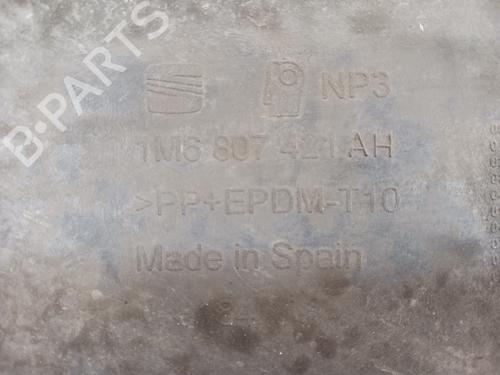 B-PARTS
NP3
1M6 807 421 AH
>PP+EPDM-T10
Made in Spain